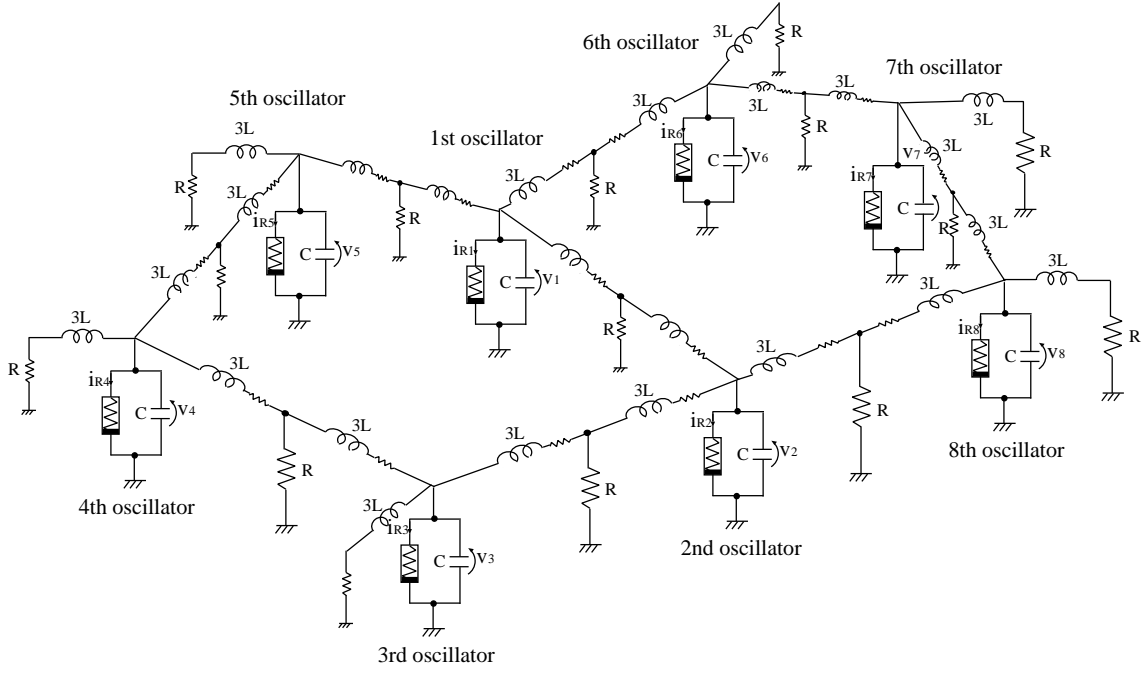 6th oscillator
3L
R
7th oscillator
5th oscillator
3L
3L
3L
3L
3L
1st oscillator
R
iR6
C
v6
v7
3L
R
3L
R
3L
R
iR7
C
R
3L
R
iR5
C
v5
iR1
C
v1
3L
3L
3L
R
3L
R
iR8
C
v8
R
3L
R
iR4
C
v4
3L
3L
3L
iR2
C
v2
R
8th oscillator
4th oscillator
R
3L
R
2nd oscillator
3L
iR3
C
v3
3rd oscillator